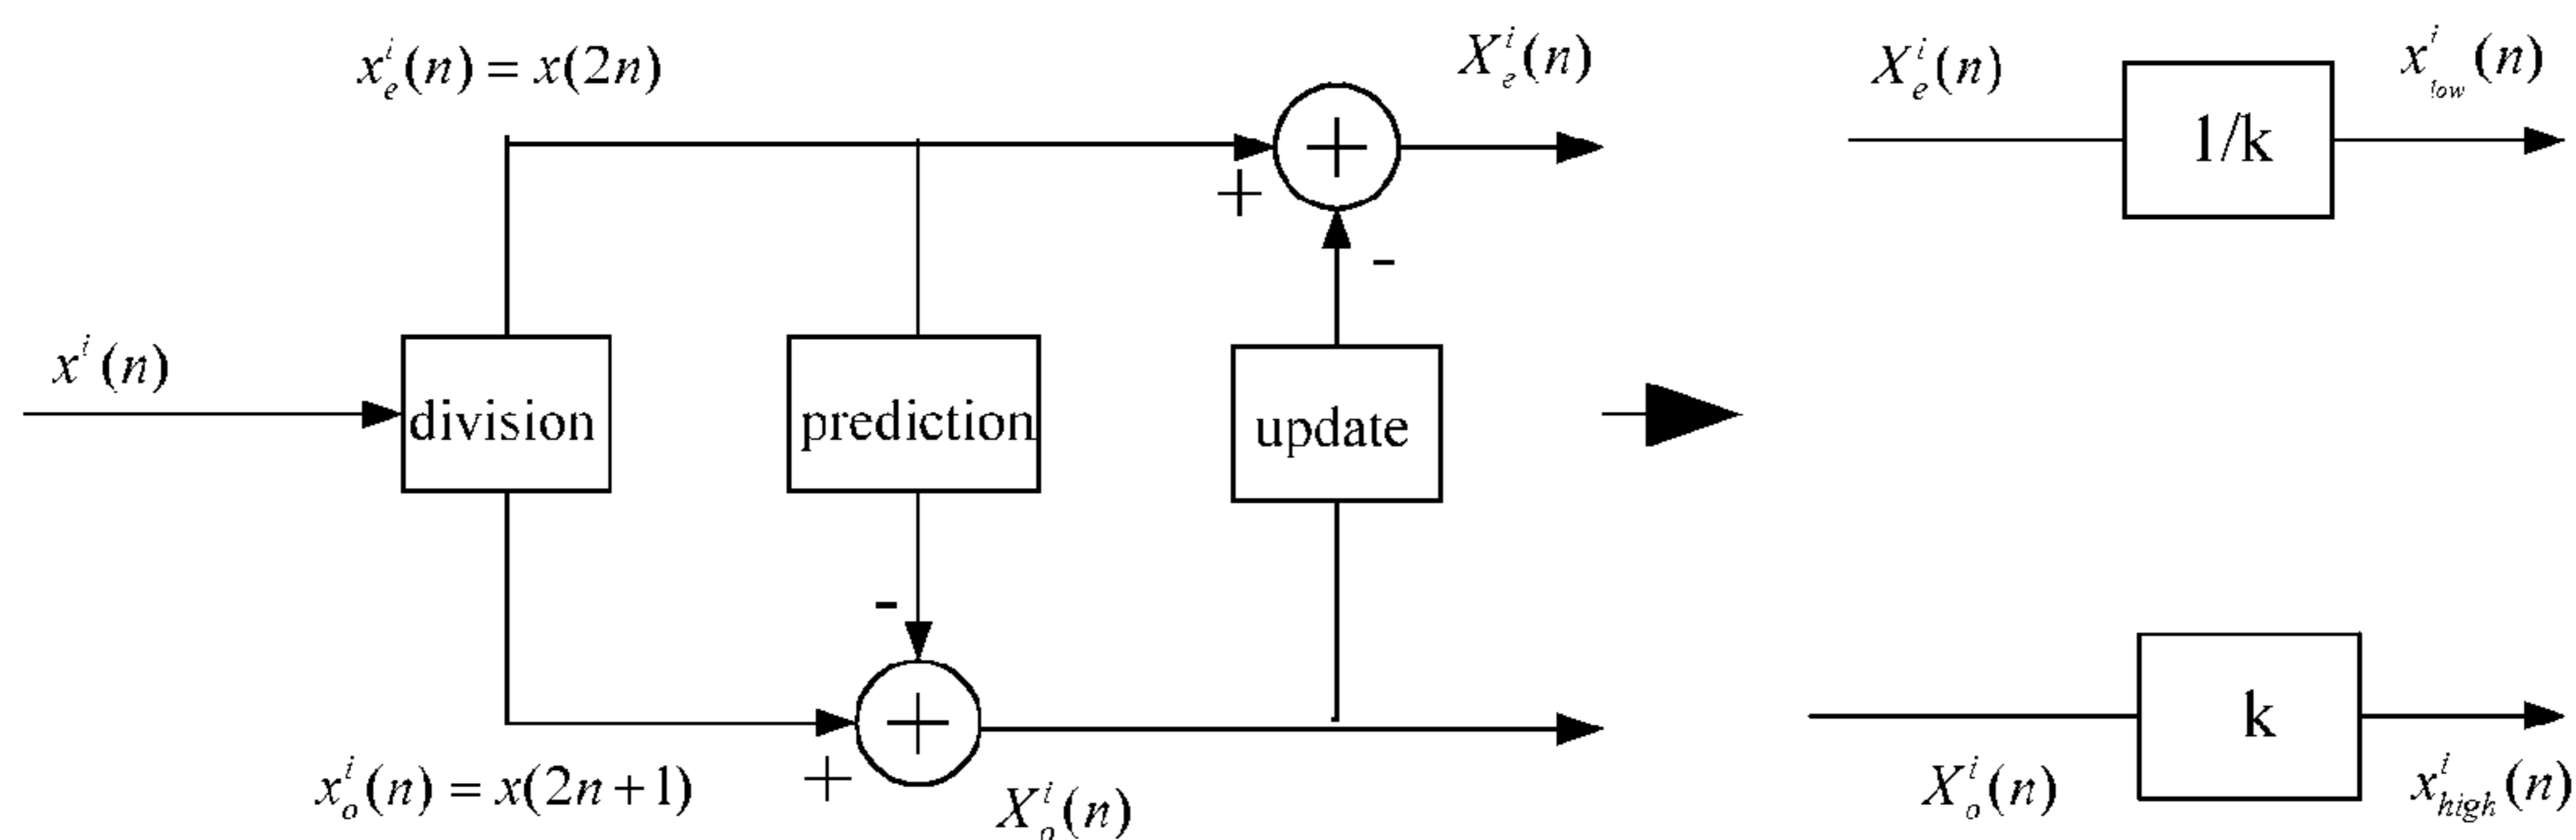 x_e^i(n) = x(2n)
X_e^i(n)
X_e^i(n)
x_low^i(n)
+
+
1/k
-
x^i(n)
division
prediction
update
-
+
+
k
x_o^i(n) = x(2n+1)
X_o^i(n)
X_o^i(n)
x_high^i(n)